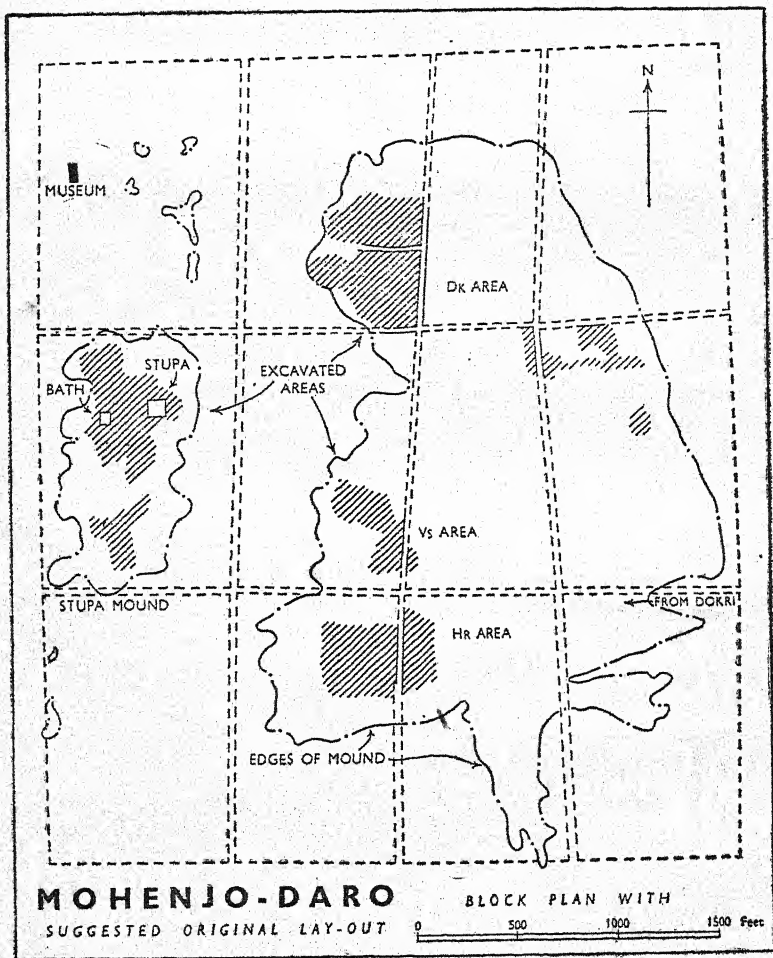 N
MUSEUM
DK AREA
STUPA
BATH
EXCAVATED
AREAS
VS AREA
STUPA MOUND
FROM DOKRI
HR AREA
EDGES OF MOUND
MOHENJO-DARO
SUGGESTED ORIGINAL LAY-OUT
BLOCK PLAN WITH
0 500 1000 1500 Feet